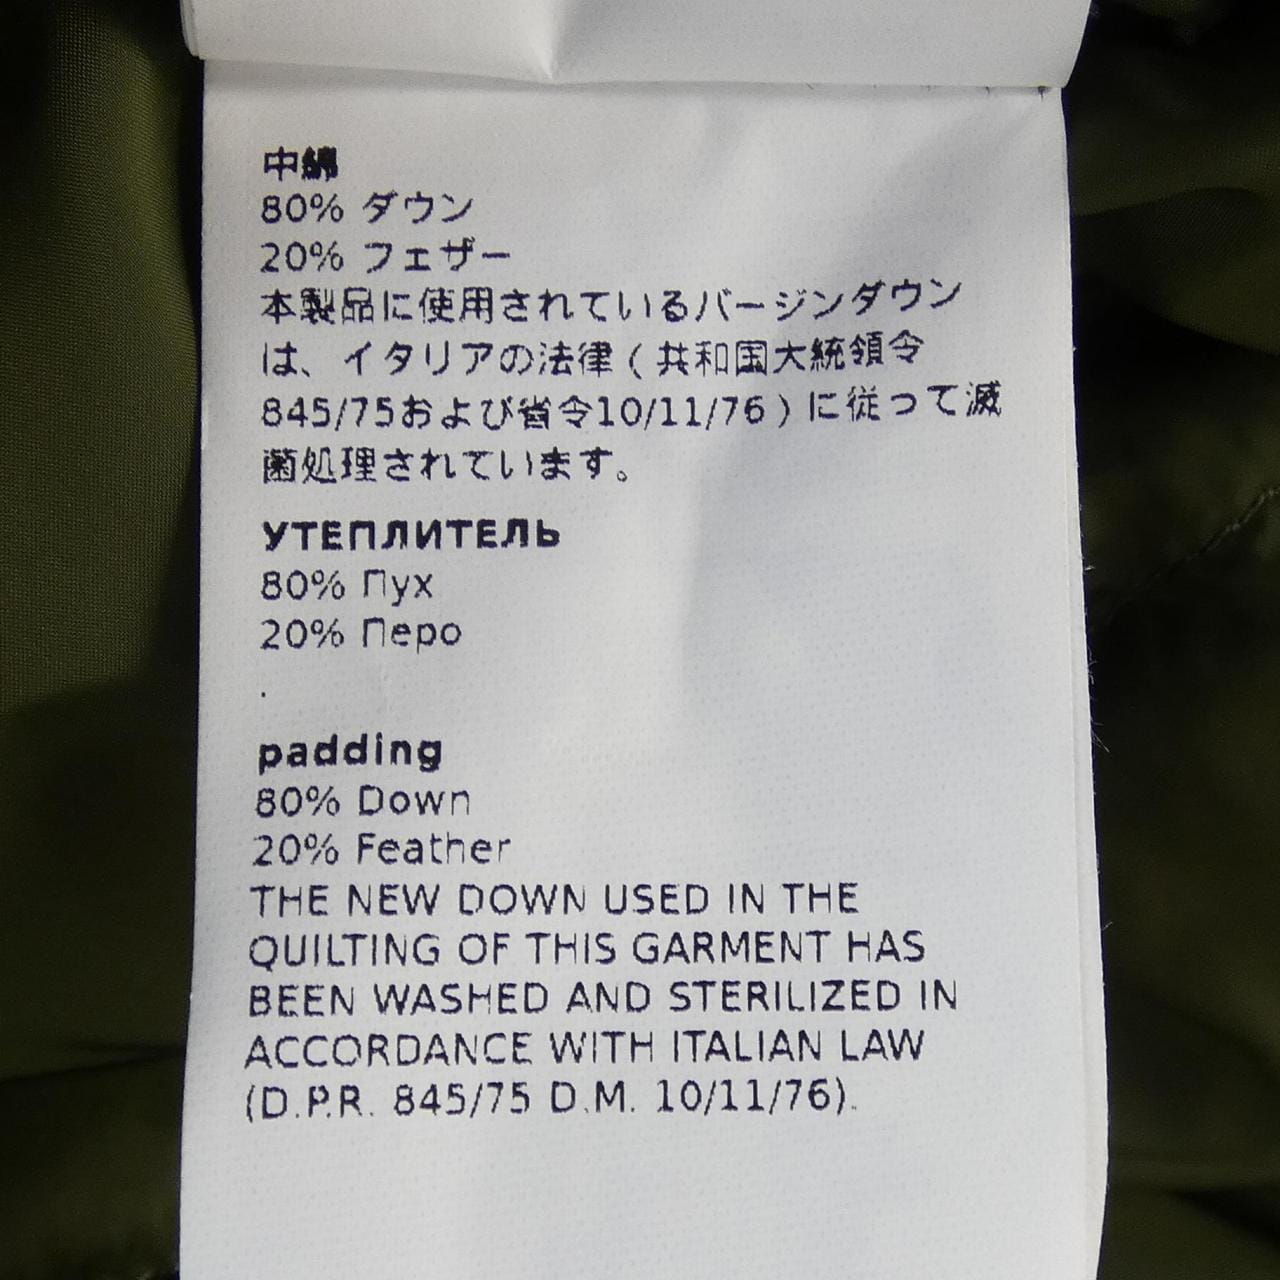 中綿
80% ダウン
20% フェザー
本製品に使用されているバージンダウン
は、イタリアの法律（共和国大統領令
845/75および省令10/11/76）に従って滅
菌処理されています。
УТЕПЛИТЕЛЬ
80% Пух
20% Перо
.
padding
80% Down
20% Feather
THE NEW DOWN USED IN THE
QUILTING OF THIS GARMENT HAS
BEEN WASHED AND STERILIZED IN
ACCORDANCE WITH ITALIAN LAW
(D.P.R. 845/75 D.M. 10/11/76).